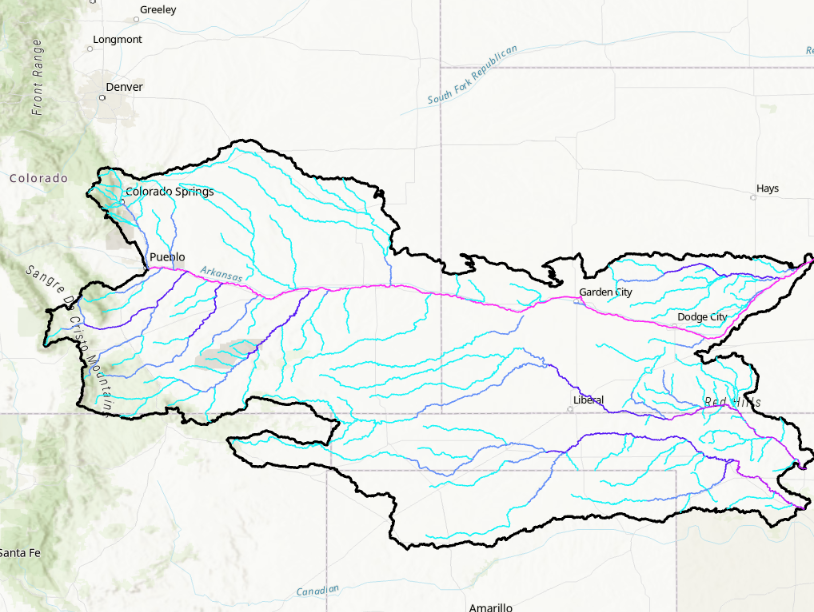 Greeley
Longmont
Front Range
Denver
South Fork Republican
Colorado
Colorado Springs
Hays
Pueblo
Arkansas
Sangre De Cristo Mountain
Garden City
Dodge City
Liberal
Red Hills
Santa Fe
Canadian
Amarillo